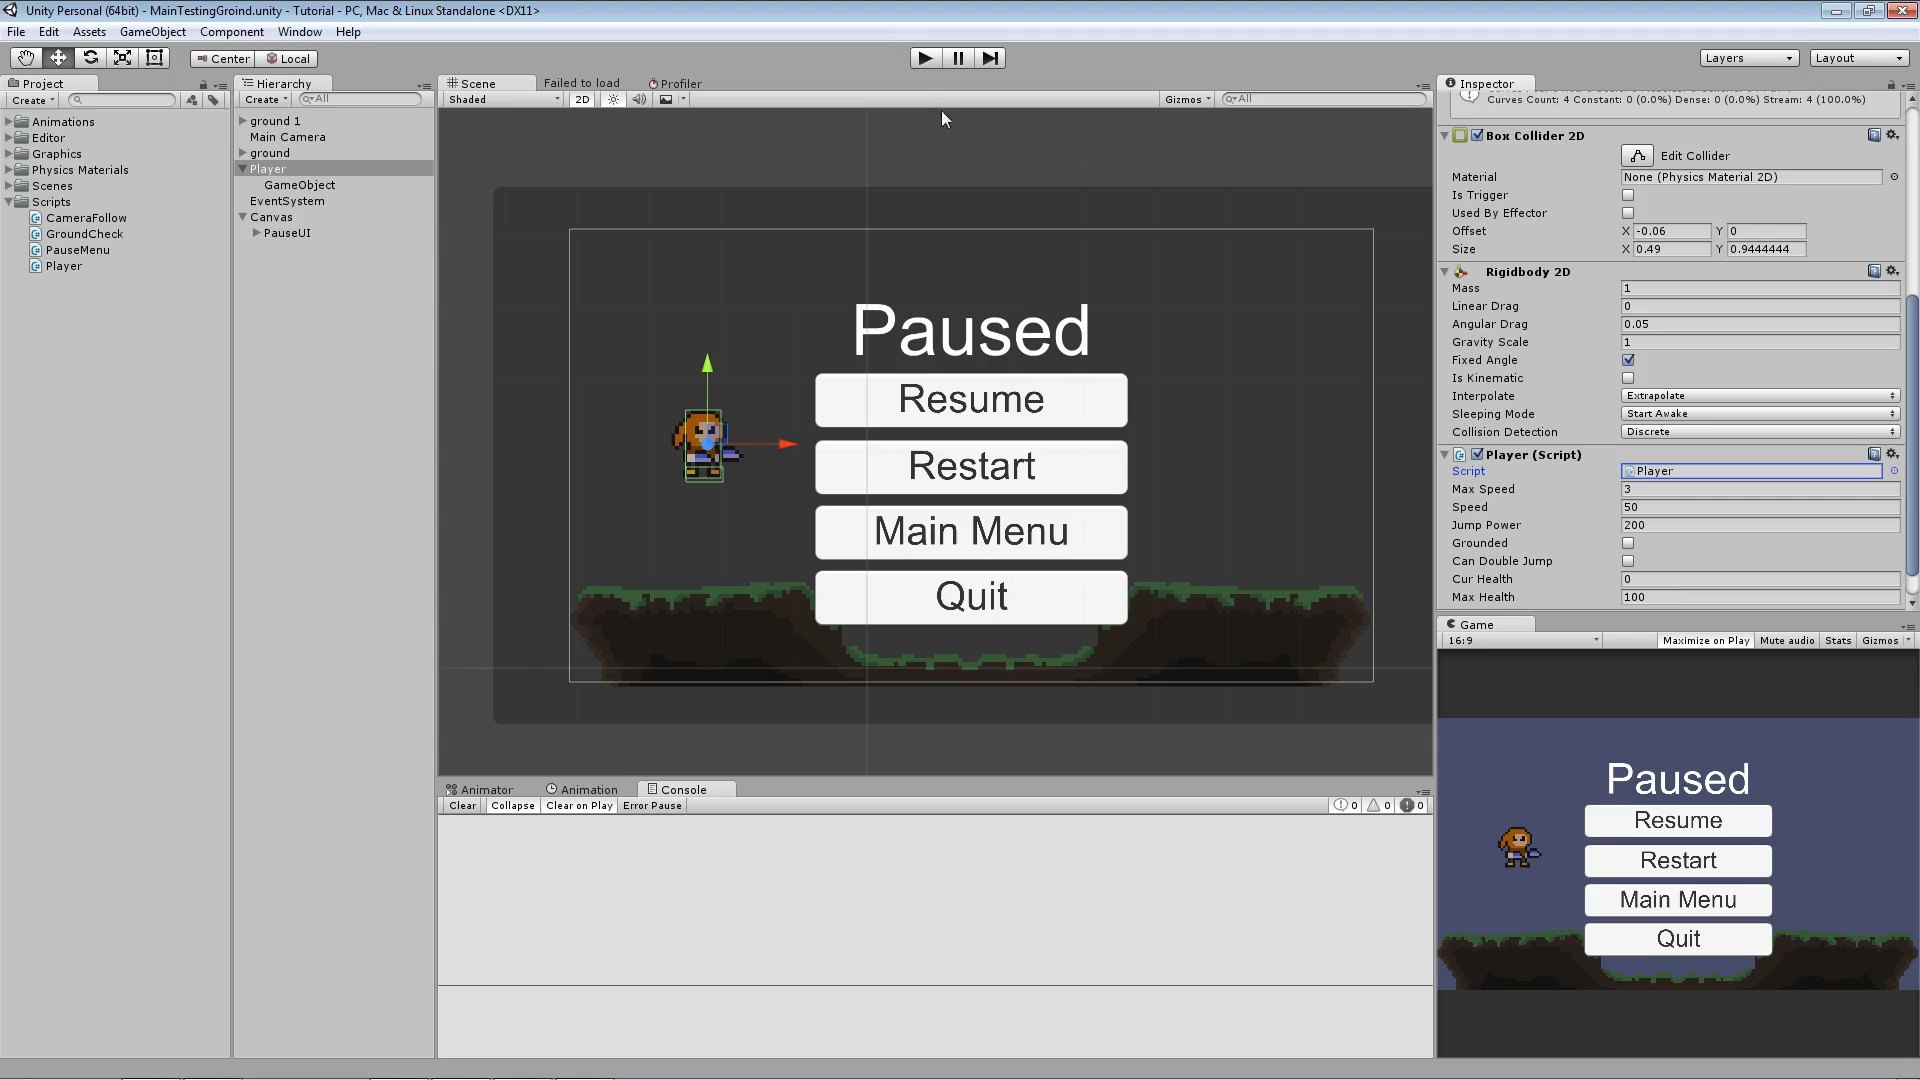 Unity Personal (64bit) - MainTestingGroind.unity - Tutorial - PC, Mac & Linux Standalone <DX11>
File Edit Assets GameObject Component Window Help
Center Local Layers Layout
Project
Create
Animations
Editor
Graphics
Physics Materials
Scenes
Scripts
CameraFollow
GroundCheck
PauseMenu
Player
Hierarchy
Create All
ground 1
Main Camera
ground
Player
GameObject
EventSystem
Canvas
PauseUI
Scene Failed to load Profiler
Shaded 2D Gizmos All
Paused
Resume
Restart
Main Menu
Quit
Animator Animation Console
Clear Collapse Clear on Play Error Pause 0 0 0
Inspector
Curves Count: 4 Constant: 0 (0.0%) Dense: 0 (0.0%) Stream: 4 (100.0%)
Box Collider 2D
Edit Collider
Material None (Physics Material 2D)
Is Trigger
Used By Effector
Offset X -0.06 Y 0
Size X 0.49 Y 0.9444444
Rigidbody 2D
Mass 1
Linear Drag 0
Angular Drag 0.05
Gravity Scale 1
Fixed Angle
Is Kinematic
Interpolate Extrapolate
Sleeping Mode Start Awake
Collision Detection Discrete
Player (Script)
Script Player
Max Speed 3
Speed 50
Jump Power 200
Grounded
Can Double Jump
Cur Health 0
Max Health 100
Game
16:9 Maximize on Play Mute audio Stats Gizmos
Paused
Resume
Restart
Main Menu
Quit